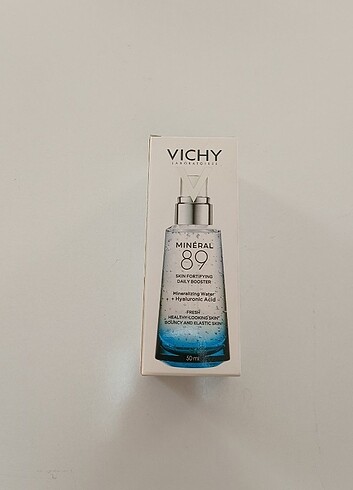 VICHY
LABORATOIRES
MINÉRAL
89
SKIN FORTIFYING
DAILY BOOSTER
Mineralizing Water
+ Hyaluronic Acid
FRESH
HEALTHY-LOOKING SKIN
BOUNCY AND ELASTIC SKIN
50 ml